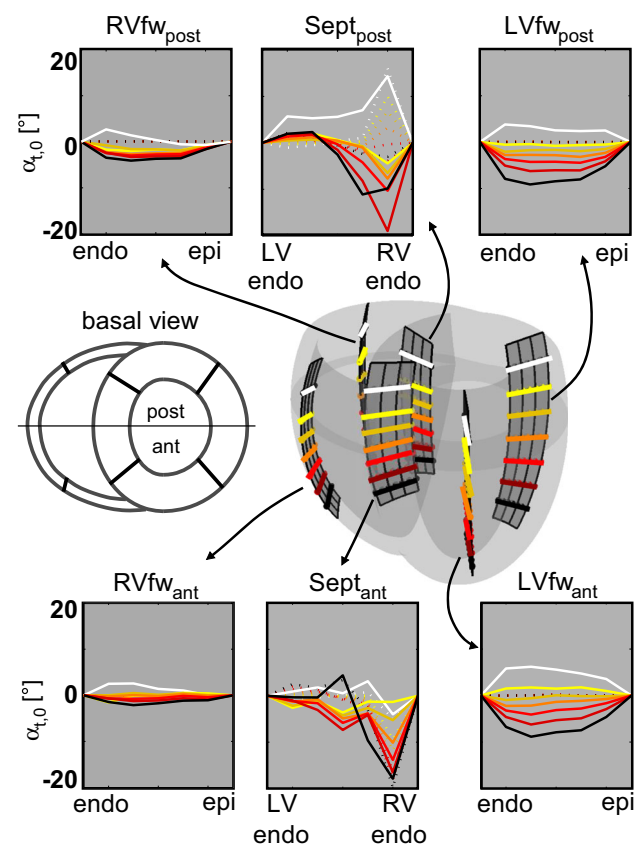 RVfw_post Sept_post LVfw_post
20
α_t,0 [°]
0
-20
endo epi LV RV endo epi
endo endo
basal view
post
ant
RVfw_ant Sept_ant LVfw_ant
20
α_t,0 [°]
0
-20
endo epi LV RV endo epi
endo endo